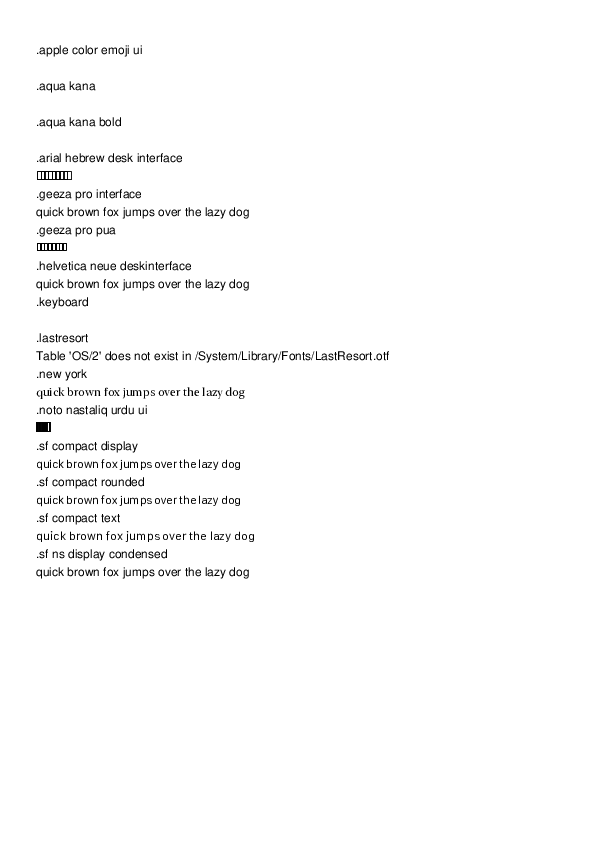 .apple color emoji ui
.aqua kana
.aqua kana bold
.arial hebrew desk interface
.geeza pro interface
quick brown fox jumps over the lazy dog
.geeza pro pua
.helvetica neue deskinterface
quick brown fox jumps over the lazy dog
.keyboard
.lastresort
Table 'OS/2' does not exist in /System/Library/Fonts/LastResort.otf
.new york
quick brown fox jumps over the lazy dog
.noto nastaliq urdu ui
.sf compact display
quick brown fox jumps over the lazy dog
.sf compact rounded
quick brown fox jumps over the lazy dog
.sf compact text
quick brown fox jumps over the lazy dog
.sf ns display condensed
quick brown fox jumps over the lazy dog